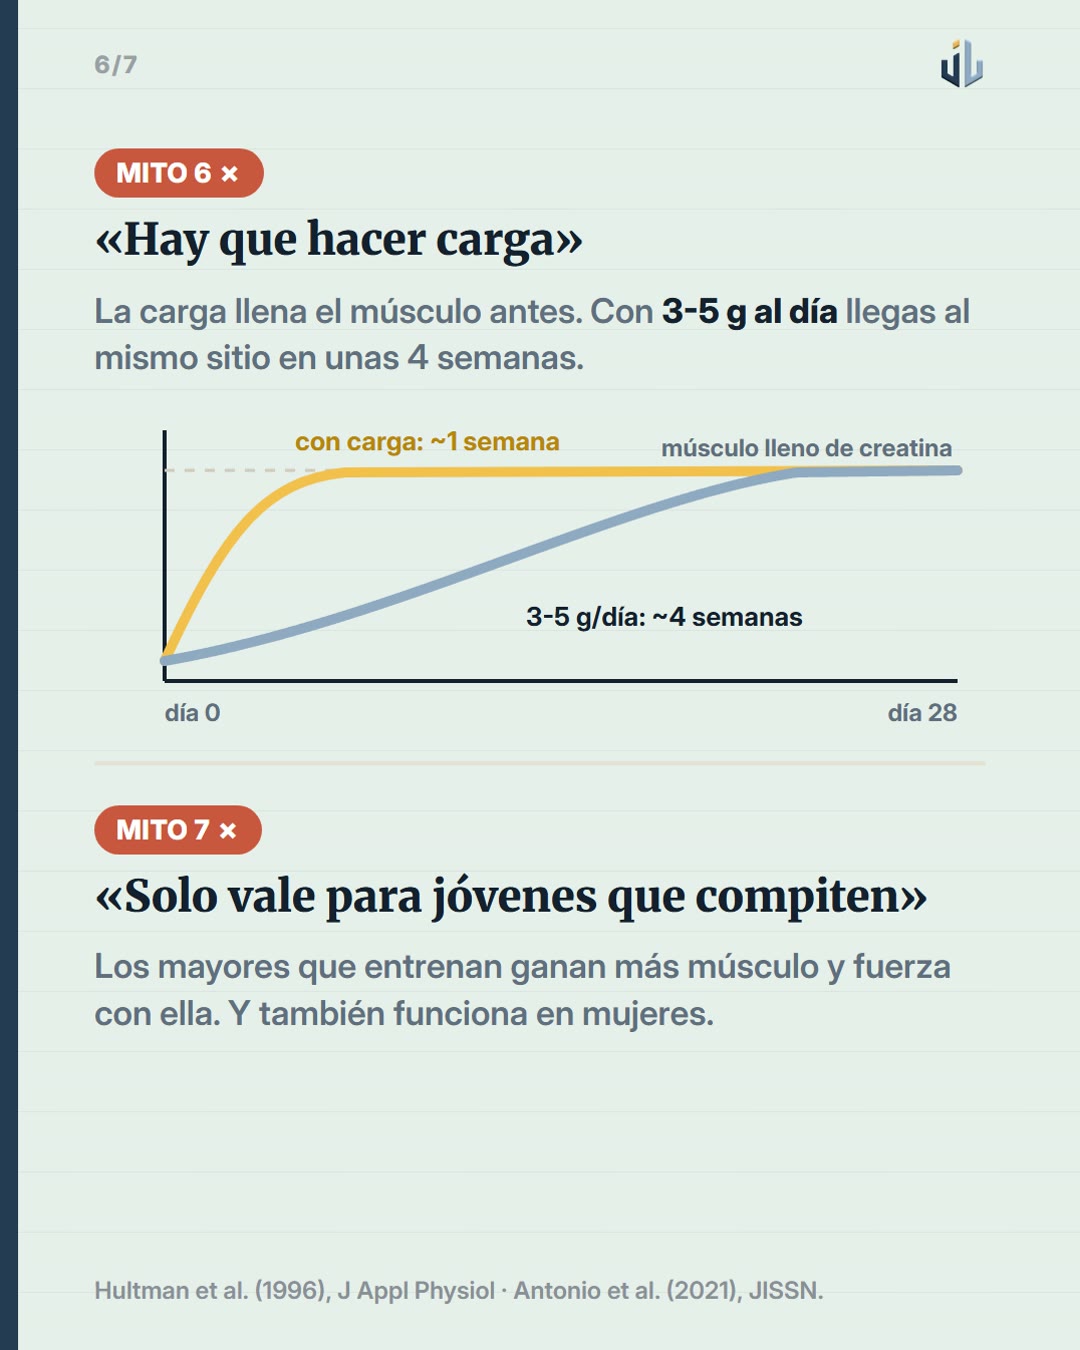 6/7
MITO 6 ×
«Hay que hacer carga»
La carga llena el músculo antes. Con 3-5 g al día llegas al
mismo sitio en unas 4 semanas.
con carga: ~1 semana
músculo lleno de creatina
3-5 g/día: ~4 semanas
día 0
día 28
MITO 7 ×
«Solo vale para jóvenes que compiten»
Los mayores que entrenan ganan más músculo y fuerza
con ella. Y también funciona en mujeres.
Hultman et al. (1996), J Appl Physiol · Antonio et al. (2021), JISSN.